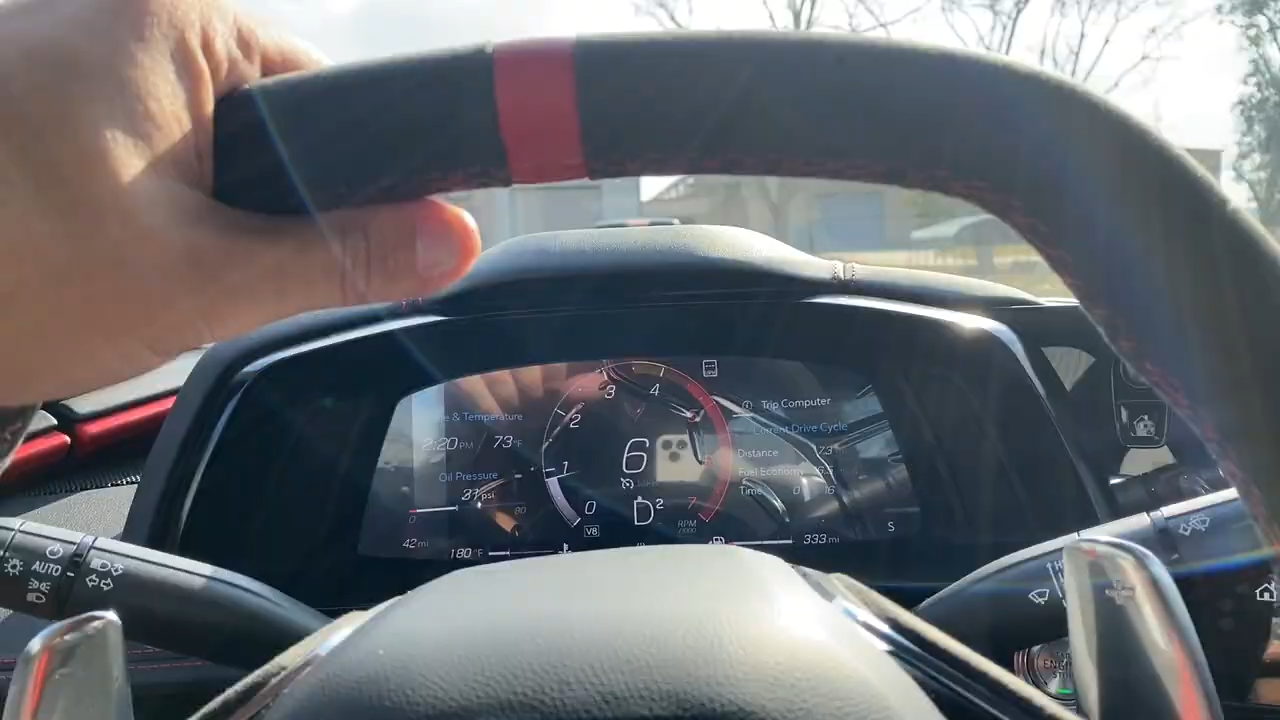 & Temperature
2:20 PM 73°F
Oil Pressure
31 psi
0 80
42 mi
180°F
0
1
2
3
4
7
6
D²
V8
RPM
Trip Computer
Current Drive Cycle
Distance
Fuel Economy
Time
333 mi
S
AUTO